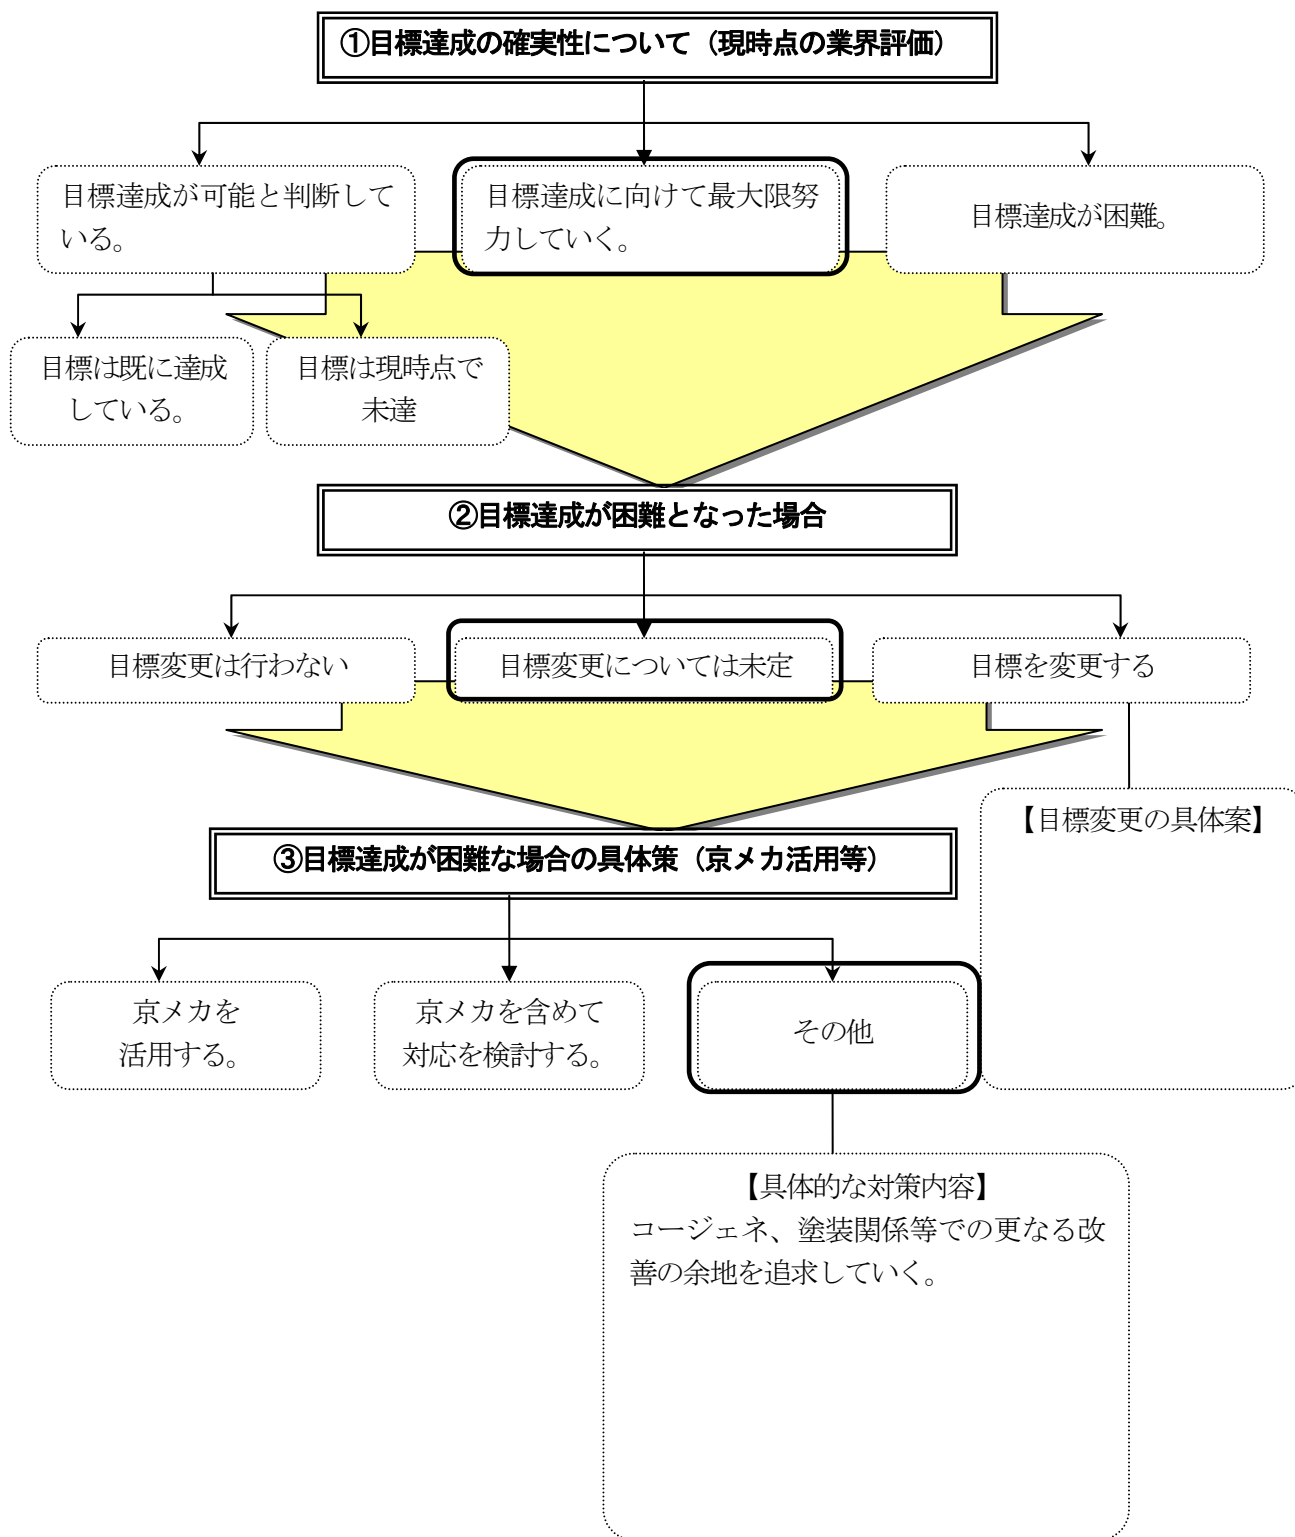 ①目標達成の確実性について（現時点の業界評価）
目標達成が可能と判断して
いる。
目標達成に向けて最大限努
力していく。
目標達成が困難。
目標は既に達成
している。
目標は現時点で
未達
②目標達成が困難となった場合
目標変更は行わない
目標変更については未定
目標を変更する
【目標変更の具体案】
③目標達成が困難な場合の具体策（京メカ活用等）
京メカを
活用する。
京メカを含めて
対応を検討する。
その他
【具体的な対策内容】
コージェネ、塗装関係等での更なる改
善の余地を追求していく。